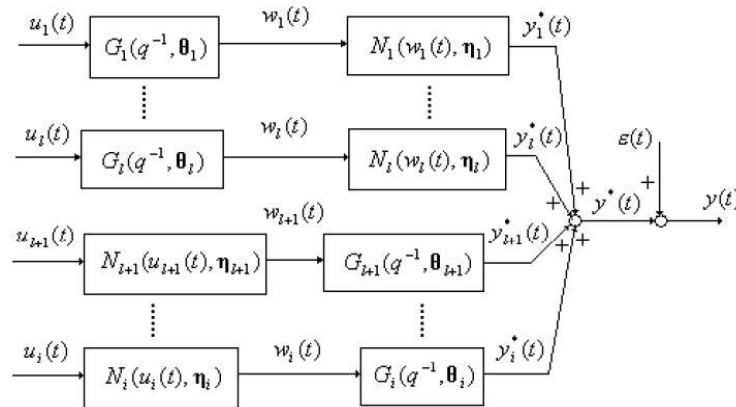 u₁(t) w₁(t) y₁*(t)
G₁(q⁻¹, θ₁) N₁(w₁(t), η₁)
u_l(t) w_l(t) y_l*(t) ε(t)
G_l(q⁻¹, θ_l) N_l(w_l(t), η_l)
+ + + y*(t) y(t)
u_{l+1}(t) w_{l+1}(t) y*_{l+1}(t) + +
N_{l+1}(u_{l+1}(t), η_{l+1}) G_{l+1}(q⁻¹, θ_{l+1})
u_i(t) w_i(t) y_i*(t)
N_i(u_i(t), η_i) G_i(q⁻¹, θ_i)